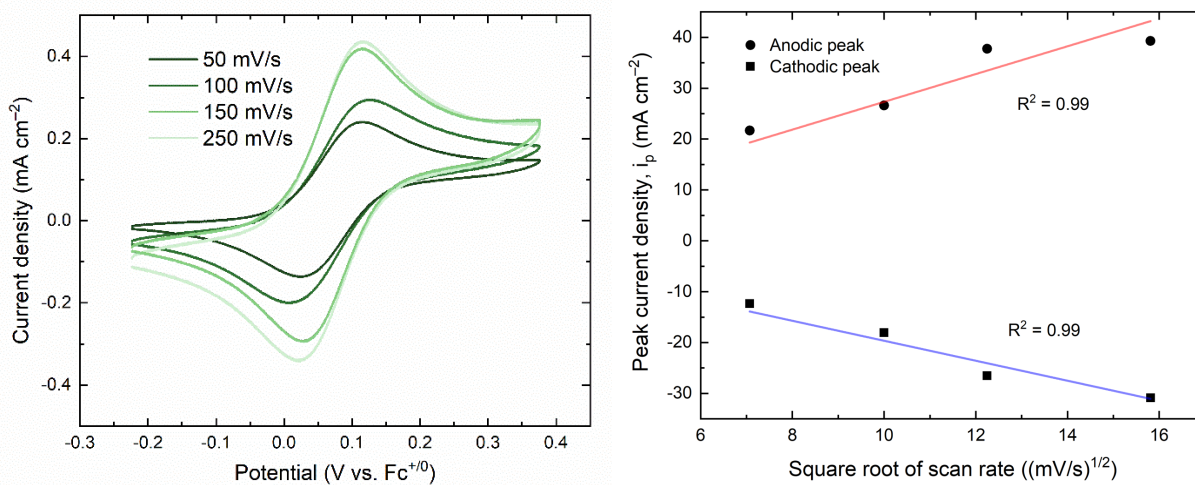 0.4
0.2
0.0
-0.2
-0.4
Current density (mA cm⁻²)
50 mV/s
100 mV/s
150 mV/s
250 mV/s
-0.3
-0.2
-0.1
0.0
0.1
0.2
0.3
0.4
0.5
Potential (V vs. Fc⁺/⁰)
40
30
20
10
0
-10
-20
-30
Peak current density, iₚ (mA cm⁻²)
Anodic peak
Cathodic peak
R² = 0.99
R² = 0.99
6
8
10
12
14
16
Square root of scan rate ((mV/s)¹/²)